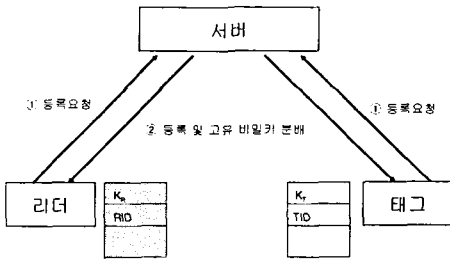 서버
① 등록요청
① 등록요청
② 등록 및 고유 비밀키 분배
리더
K_R
RID
K_T
TID
태그